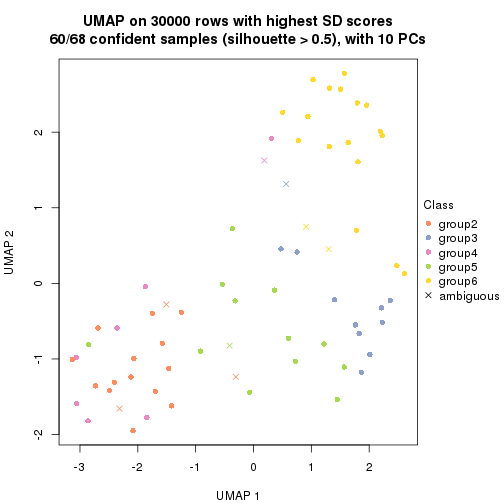 UMAP on 30000 rows with highest SD scores
60/68 confident samples (silhouette > 0.5), with 10 PCs
UMAP 2
2
1
0
-1
-2
-3
-2
-1
0
1
2
UMAP 1
Class
group2
group3
group4
group5
group6
ambiguous